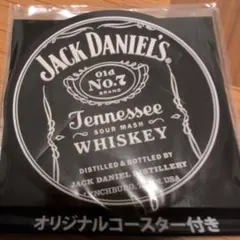 JACK DANIEL'S
Old
No.7
BRAND
Tennessee
SOUR MASH
WHISKEY
DISTILLED & BOTTLED BY
JACK DANIEL DISTILLERY
LYNCHBURG, USA
オリジナルコースター付き